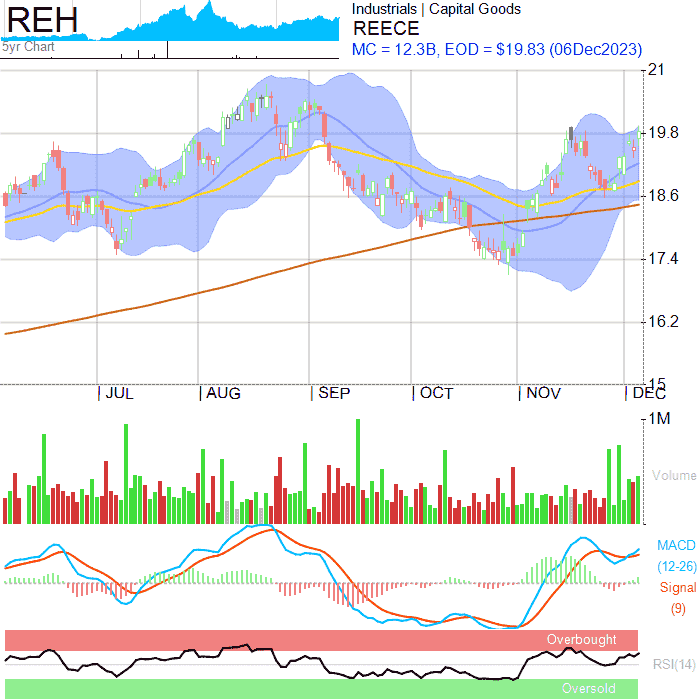 REH
5yr Chart
Industrials | Capital Goods
REECE
MC = 12.3B, EOD = $19.83 (06Dec2023)
21
19.8
18.6
17.4
16.2
15
JUL AUG SEP OCT NOV DEC
1M
Volume
MACD
(12-26)
Signal
(9)
Overbought
RSI(14)
Oversold